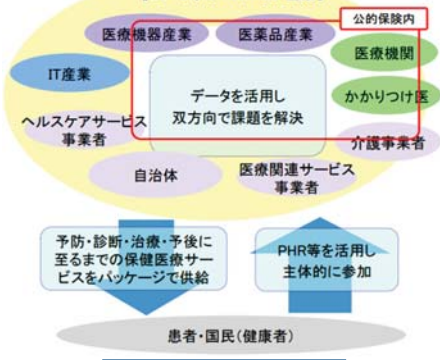 公的保険内
医療機器産業
医薬品産業
医療機関
IT産業
データを活用し
双方向で課題を解決
かかりつけ医
ヘルスケアサービス
事業者
介護事業者
自治体
医療関連サービス
事業者
予防・診断・治療・予後に
至るまでの保健医療サー
ビスをパッケージで供給
PHR等を活用し
主体的に参加
患者・国民(健康者)